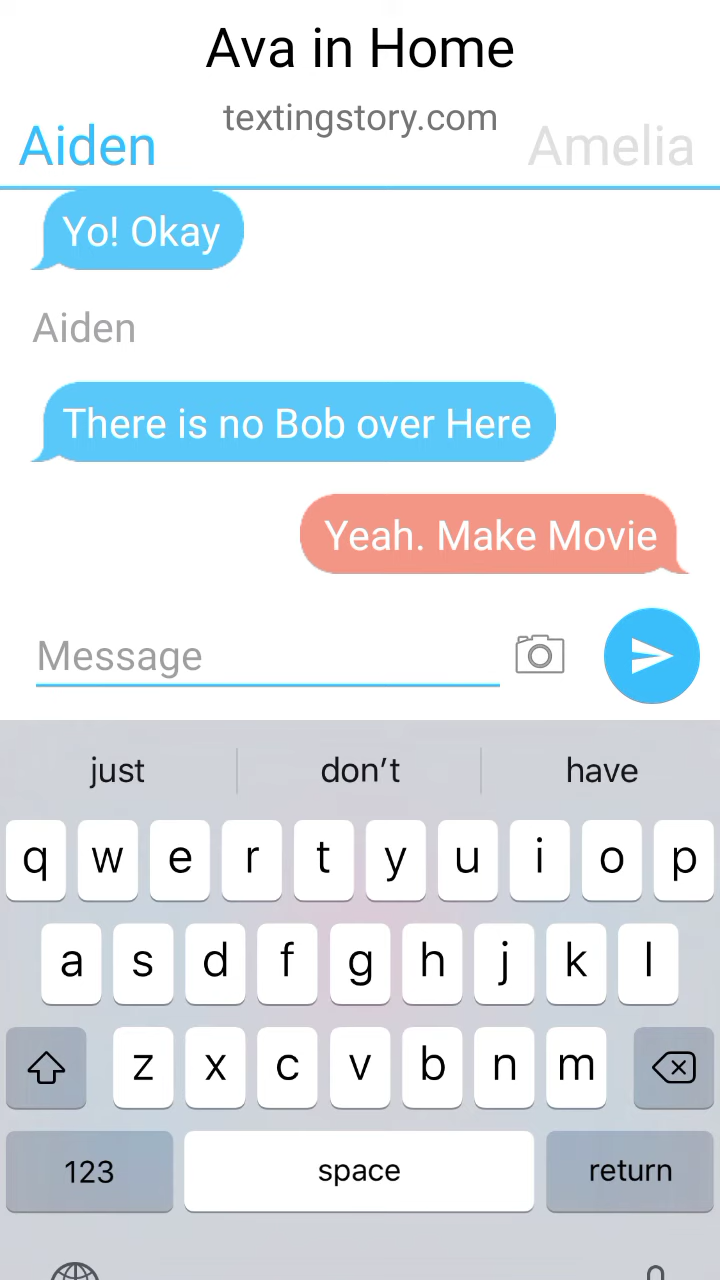 Ava in Home
textingstory.com
Aiden
Amelia
Yo! Okay
Aiden
There is no Bob over Here
Yeah. Make Movie
Message
just don't have
q w e r t y u i o p
a s d f g h j k l
z x c v b n m
123 space return